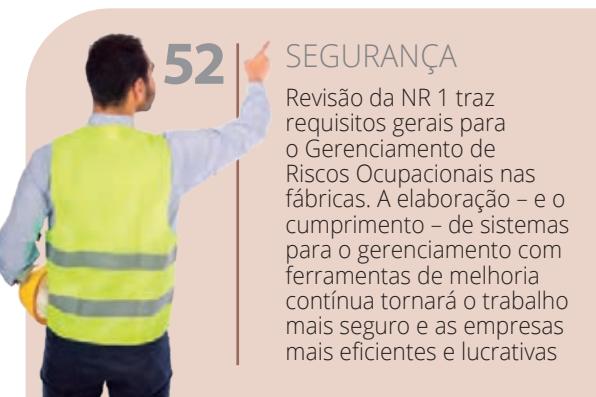 52
SEGURANÇA
Revisão da NR 1 traz
requisitos gerais para
o Gerenciamento de
Riscos Ocupacionais nas
fábricas. A elaboração – e o
cumprimento – de sistemas
para o gerenciamento com
ferramentas de melhoria
contínua tornará o trabalho
mais seguro e as empresas
mais eficientes e lucrativas